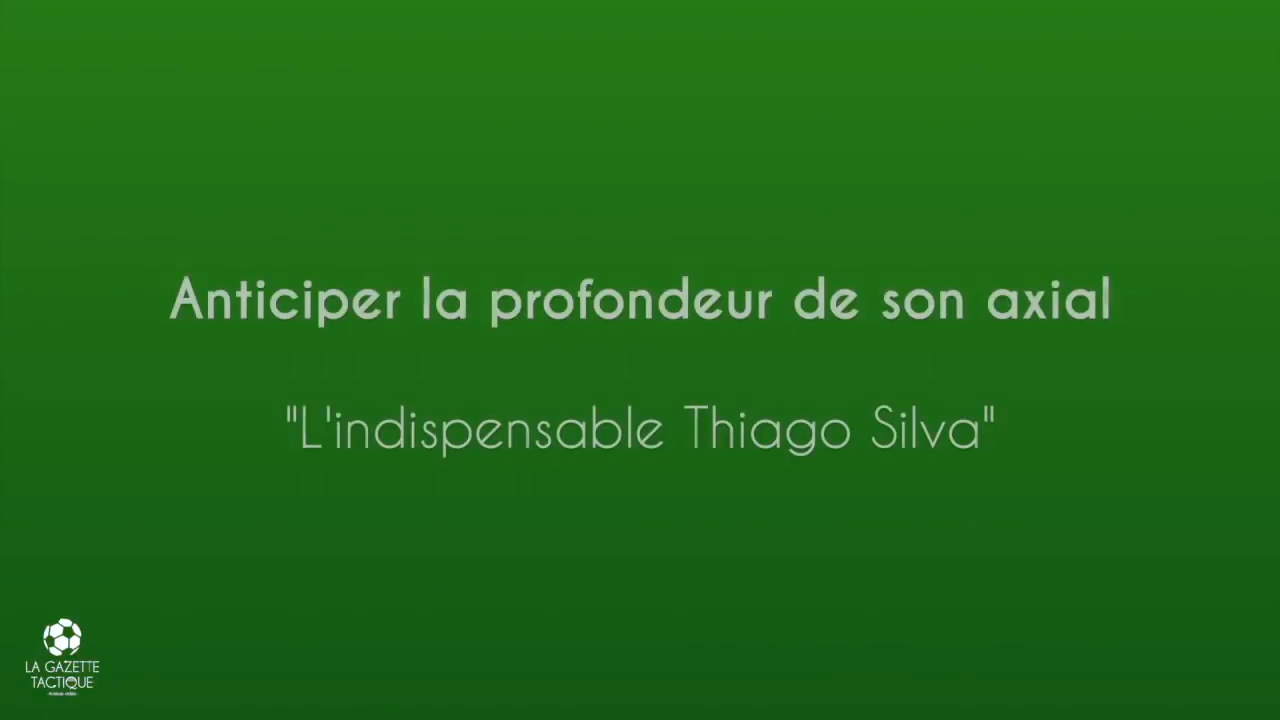 Anticiper la profondeur de son axial
"L'indispensable Thiago Silva"
LA GAZETTE
TACTIQUE